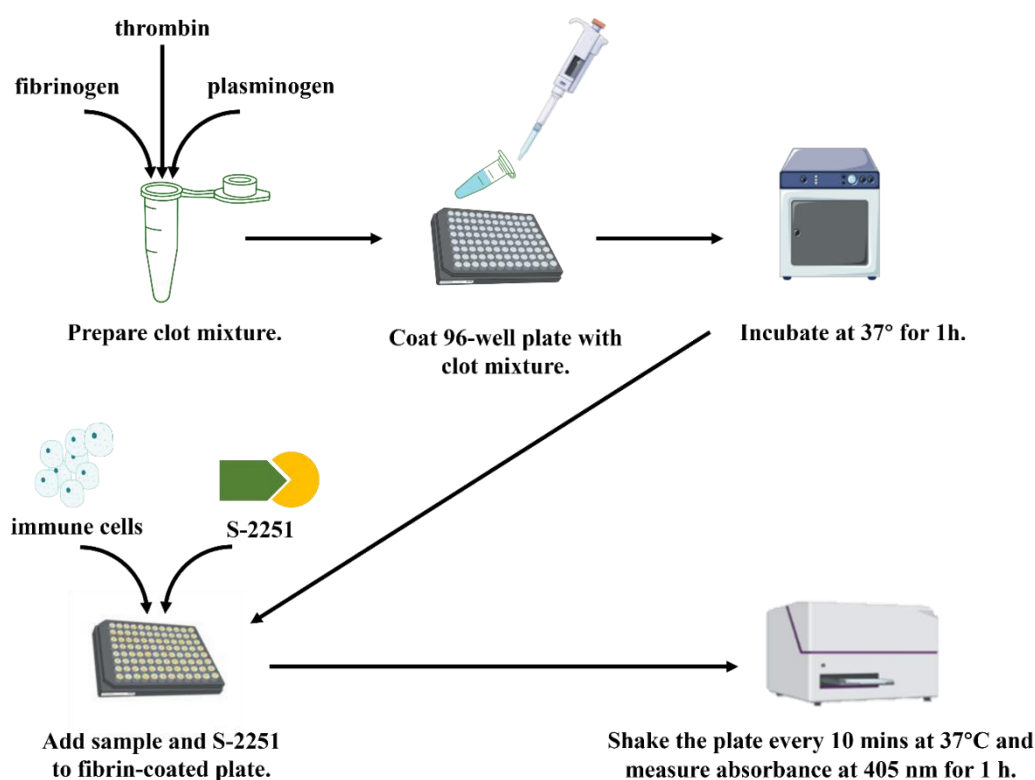 thrombin
fibrinogen
plasminogen
Prepare clot mixture.
Coat 96-well plate with
clot mixture.
Incubate at 37° for 1h.
immune cells
S-2251
Add sample and S-2251
to fibrin-coated plate.
Shake the plate every 10 mins at 37°C and
measure absorbance at 405 nm for 1 h.